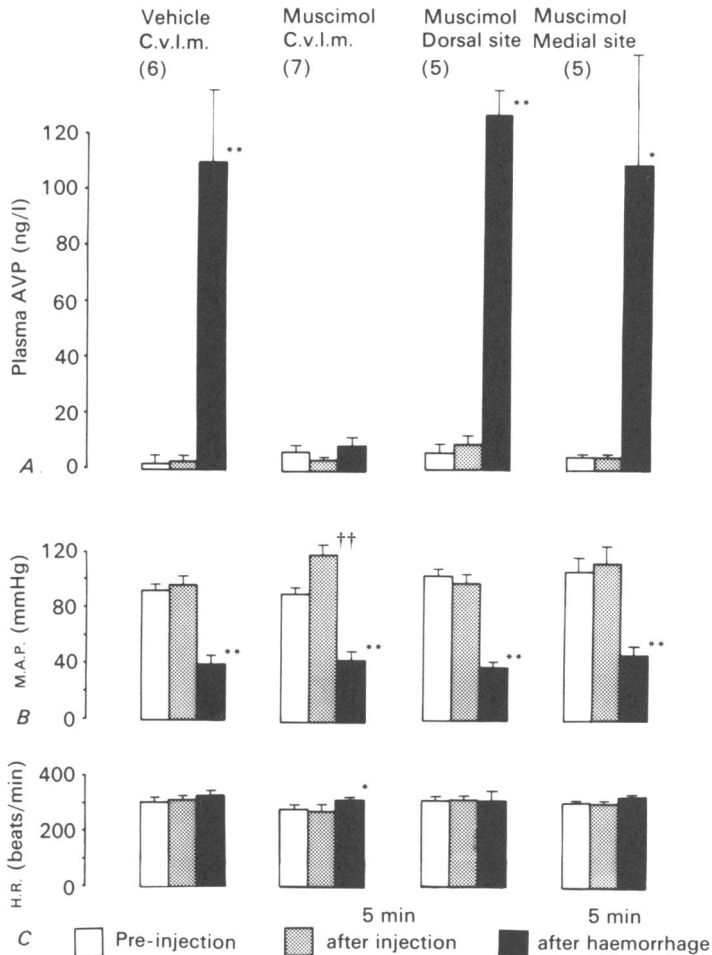 Vehicle Muscimol Muscimol Muscimol
C.v.l.m. C.v.l.m. Dorsal site Medial site
(6) (7) (5) (5)
Plasma AVP (ng/l)
120
100
80
60
40
20
0
**
**
*
A
M.A.P. (mmHg)
120
80
40
0
††
**
**
**
**
B
H.R. (beats/min)
400
200
0
*
5 min 5 min
C Pre-injection after injection after haemorrhage